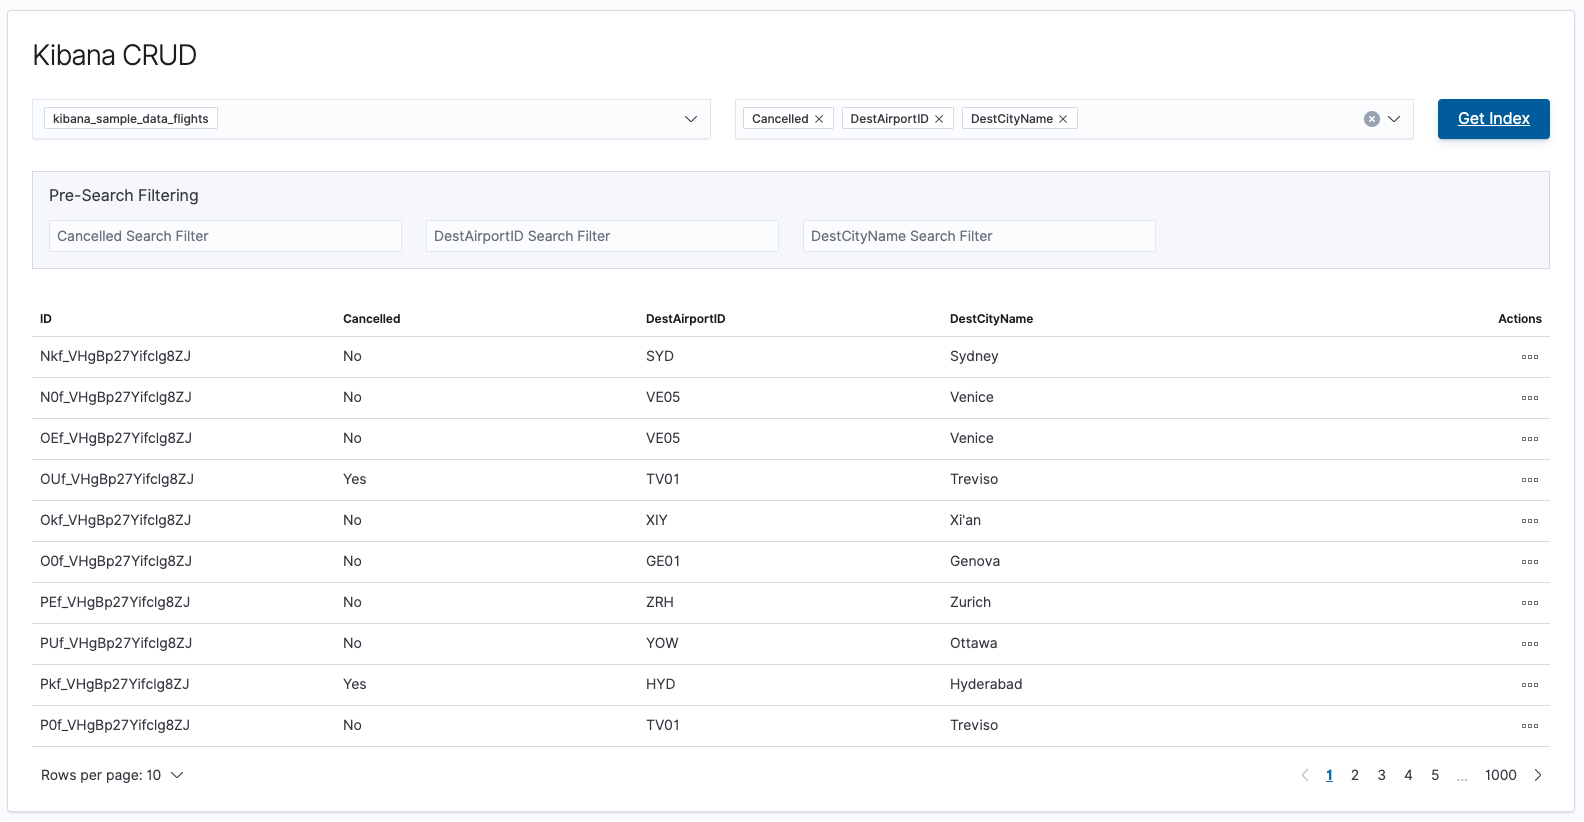 Kibana CRUD
kibana_sample_data_flights
Cancelled DestAirportID DestCityName
Get Index
Pre-Search Filtering
Cancelled Search Filter DestAirportID Search Filter DestCityName Search Filter
ID Cancelled DestAirportID DestCityName Actions
Nkf_VHgBp27Yifclg8ZJ No SYD Sydney
N0f_VHgBp27Yifclg8ZJ No VE05 Venice
OEf_VHgBp27Yifclg8ZJ No VE05 Venice
OUf_VHgBp27Yifclg8ZJ Yes TV01 Treviso
Okf_VHgBp27Yifclg8ZJ No XIY Xi'an
O0f_VHgBp27Yifclg8ZJ No GE01 Genova
PEf_VHgBp27Yifclg8ZJ No ZRH Zurich
PUf_VHgBp27Yifclg8ZJ No YOW Ottawa
Pkf_VHgBp27Yifclg8ZJ Yes HYD Hyderabad
P0f_VHgBp27Yifclg8ZJ No TV01 Treviso
Rows per page: 10 1 2 3 4 5 ... 1000